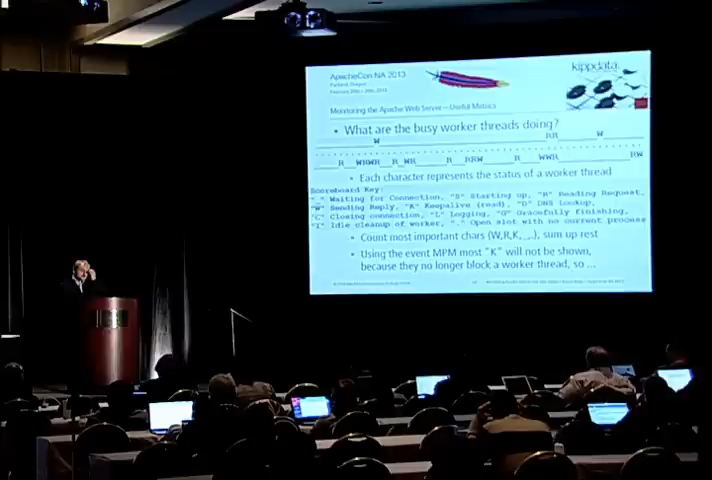 ApacheCon NA 2013
kippdata
Portland, Oregon
Monitoring the Apache Web Server – Useful Metrics
• What are the busy worker threads doing?
• Each character represents the status of a worker thread
Scoreboard Key:
"_" Waiting for Connection, "S" Starting up, "R" Reading Request,
"W" Sending Reply, "K" Keepalive (read), "D" DNS Lookup,
"C" Closing connection, "L" Logging, "G" Gracefully finishing,
"I" Idle cleanup of worker, "." Open slot with no current process
• Count most important chars (W,R,K,_,.), sum up rest
• Using the event MPM most "K" will not be shown,
because they no longer block a worker thread, so ...